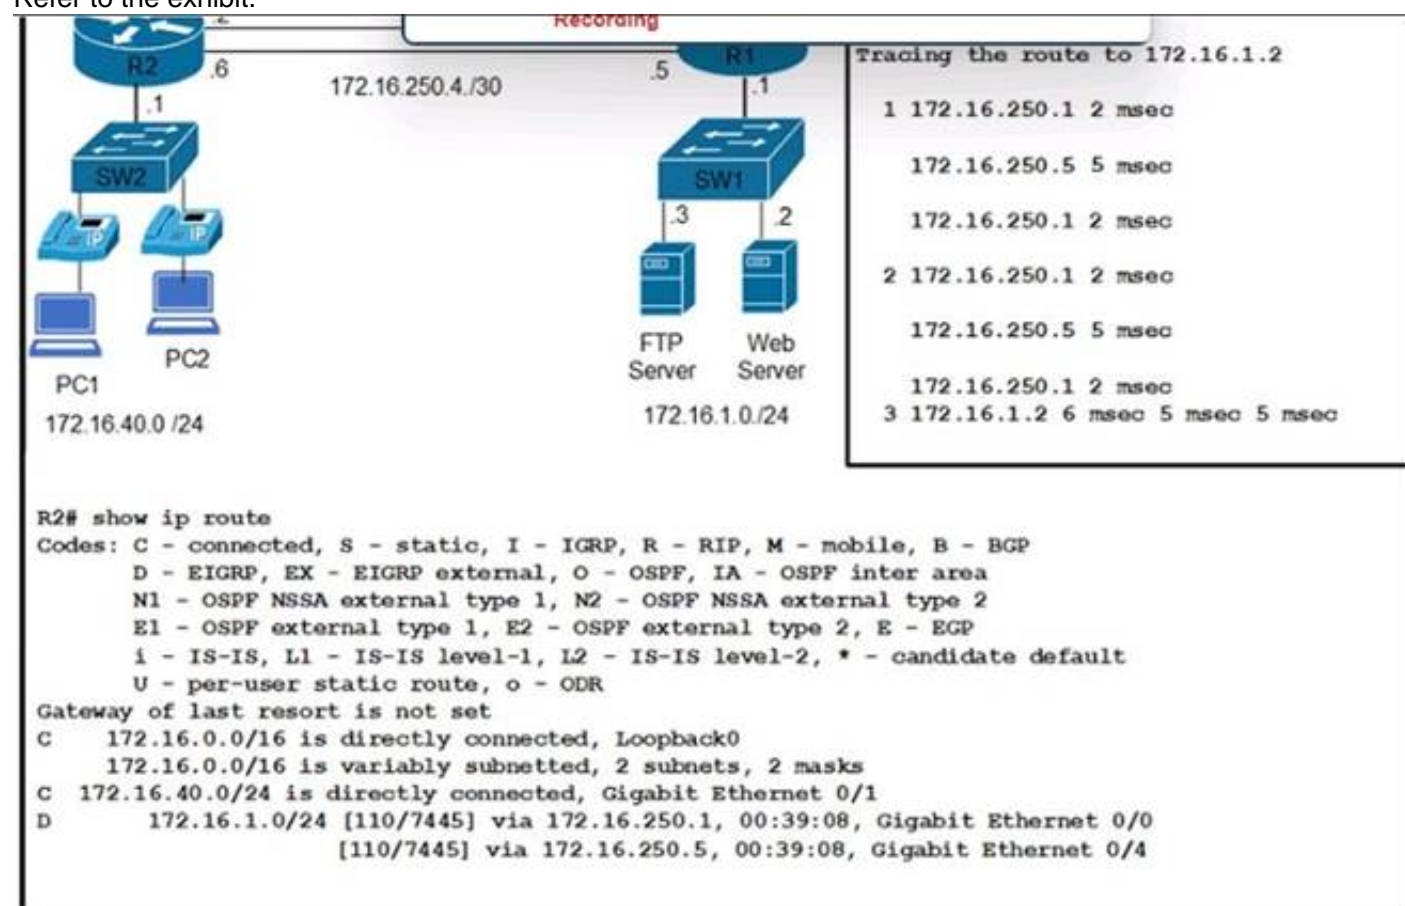 Refer to the exhibit.
Recording
.2
R2
.6
172.16.250.4./30
.5
R1
.1
.1
SW2
SW1
IP
IP
.3
.2
PC1
PC2
172.16.40.0 /24
FTP
Server
Web
Server
172.16.1.0./24
Tracing the route to 172.16.1.2
1 172.16.250.1 2 msec
172.16.250.5 5 msec
172.16.250.1 2 msec
2 172.16.250.1 2 msec
172.16.250.5 5 msec
172.16.250.1 2 msec
3 172.16.1.2 6 msec 5 msec 5 msec
R2# show ip route
Codes: C - connected, S - static, I - IGRP, R - RIP, M - mobile, B - BGP
D - EIGRP, EX - EIGRP external, O - OSPF, IA - OSPF inter area
N1 - OSPF NSSA external type 1, N2 - OSPF NSSA external type 2
E1 - OSPF external type 1, E2 - OSPF external type 2, E - EGP
i - IS-IS, L1 - IS-IS level-1, L2 - IS-IS level-2, * - candidate default
U - per-user static route, o - ODR
Gateway of last resort is not set
C 172.16.0.0/16 is directly connected, Loopback0
172.16.0.0/16 is variably subnetted, 2 subnets, 2 masks
C 172.16.40.0/24 is directly connected, Gigabit Ethernet 0/1
D 172.16.1.0/24 [110/7445] via 172.16.250.1, 00:39:08, Gigabit Ethernet 0/0
[110/7445] via 172.16.250.5, 00:39:08, Gigabit Ethernet 0/4